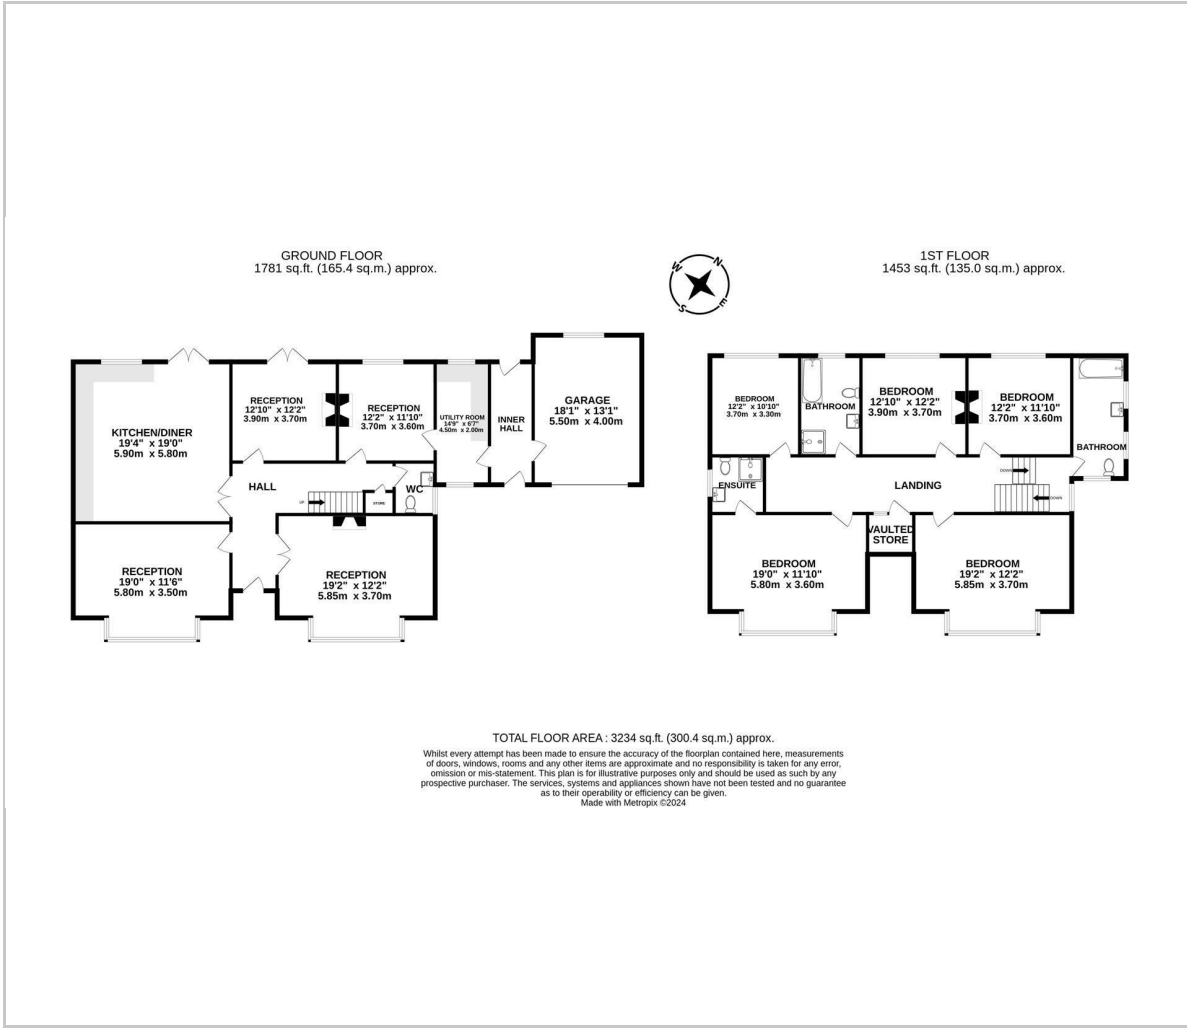 GROUND FLOOR
1781 sq.ft. (165.4 sq.m.) approx.
KITCHEN/DINER
19'4" x 19'0"
5.90m x 5.80m
RECEPTION
12'10" x 12'2"
3.90m x 3.70m
RECEPTION
12'2" x 11'10"
3.70m x 3.60m
UTILITY ROOM
14'9" x 6'7"
4.50m x 2.00m
INNER
HALL
GARAGE
18'1" x 13'1"
5.50m x 4.00m
HALL
UP
STORE
WC
RECEPTION
19'0" x 11'6"
5.80m x 3.50m
RECEPTION
19'2" x 12'2"
5.85m x 3.70m
N
E
S
W
1ST FLOOR
1453 sq.ft. (135.0 sq.m.) approx.
BEDROOM
12'2" x 10'10"
3.70m x 3.30m
BATHROOM
BEDROOM
12'10" x 12'2"
3.90m x 3.70m
BEDROOM
12'2" x 11'10"
3.70m x 3.60m
BATHROOM
ENSUITE
LANDING
DOWN
DOWN
VAULTED
STORE
BEDROOM
19'0" x 11'10"
5.80m x 3.60m
BEDROOM
19'2" x 12'2"
5.85m x 3.70m
TOTAL FLOOR AREA : 3234 sq.ft. (300.4 sq.m.) approx.
Whilst every attempt has been made to ensure the accuracy of the floorplan contained here, measurements
of doors, windows, rooms and any other items are approximate and no responsibility is taken for any error,
omission or mis-statement. This plan is for illustrative purposes only and should be used as such by any
prospective purchaser. The services, systems and appliances shown have not been tested and no guarantee
as to their operability or efficiency can be given.
Made with Metropix ©2024